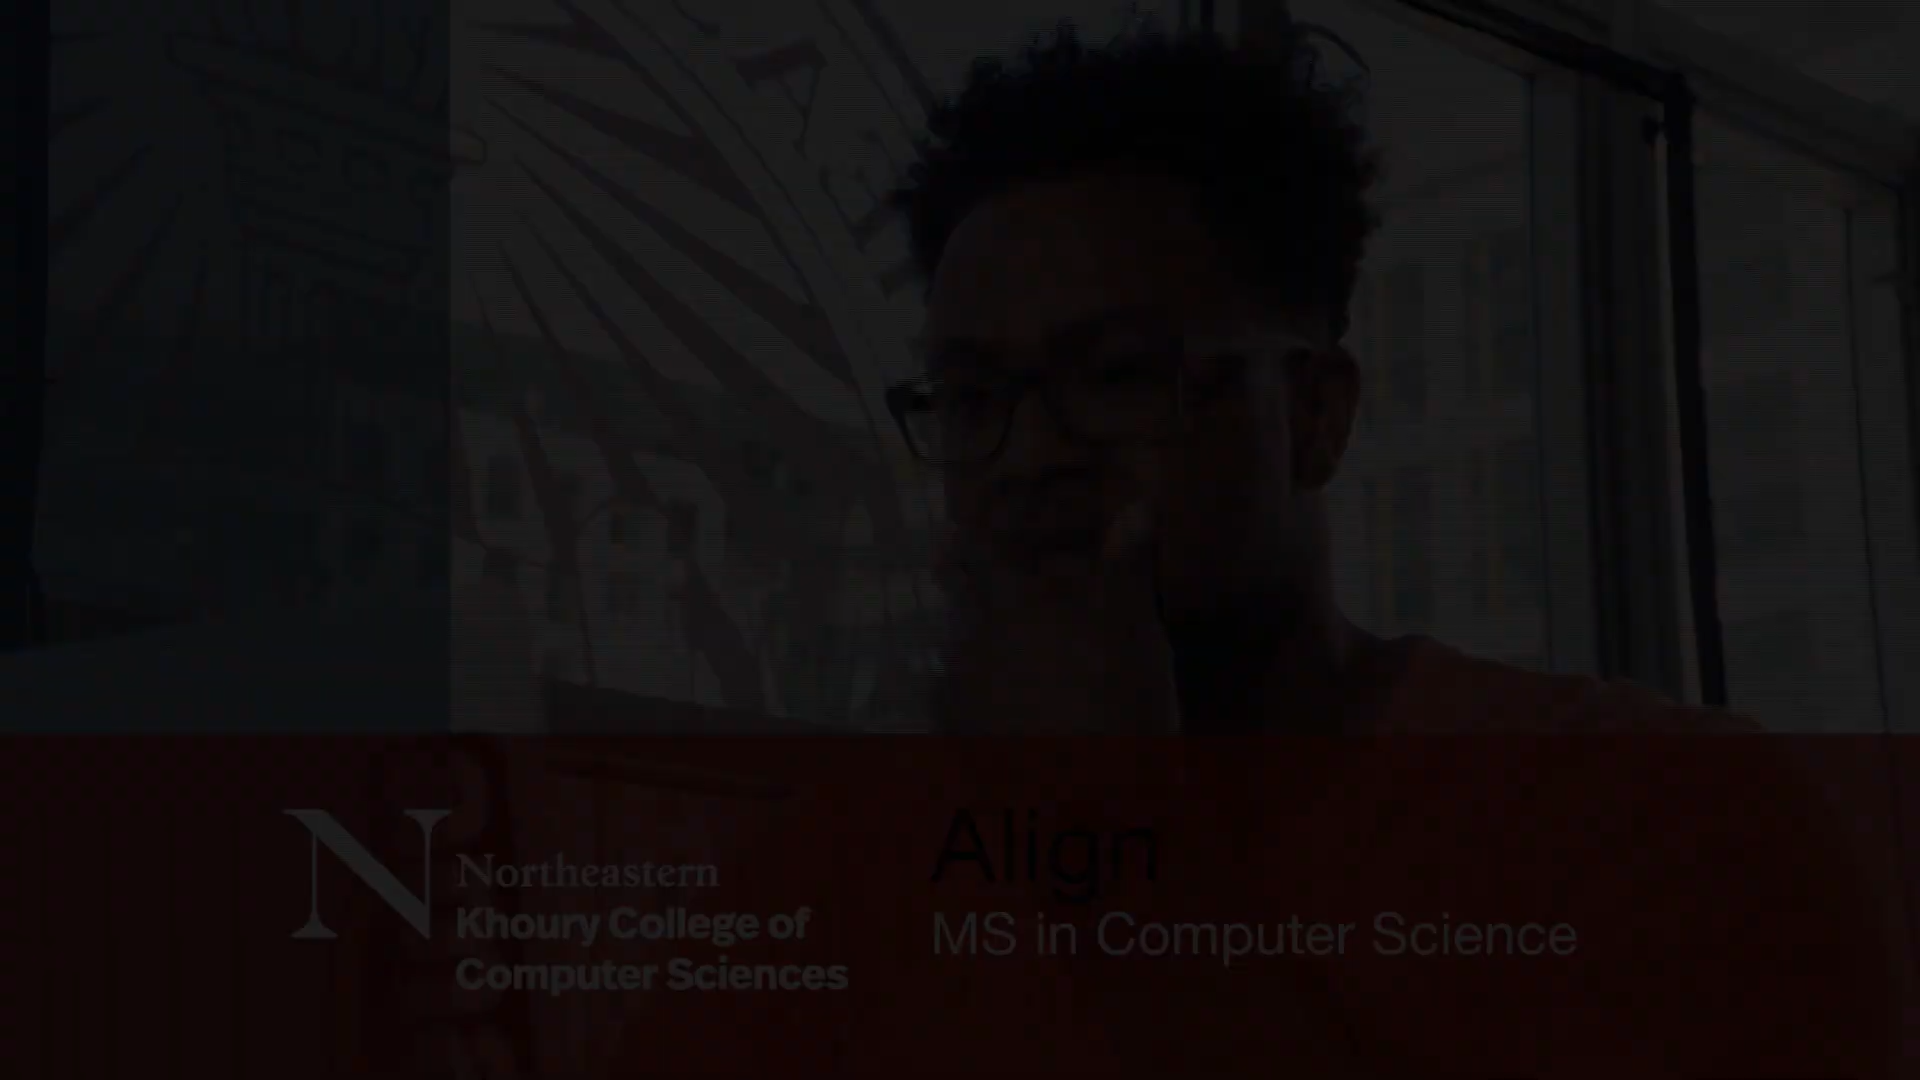 Northeastern
Khoury College of
Computer Sciences
Align
MS in Computer Science